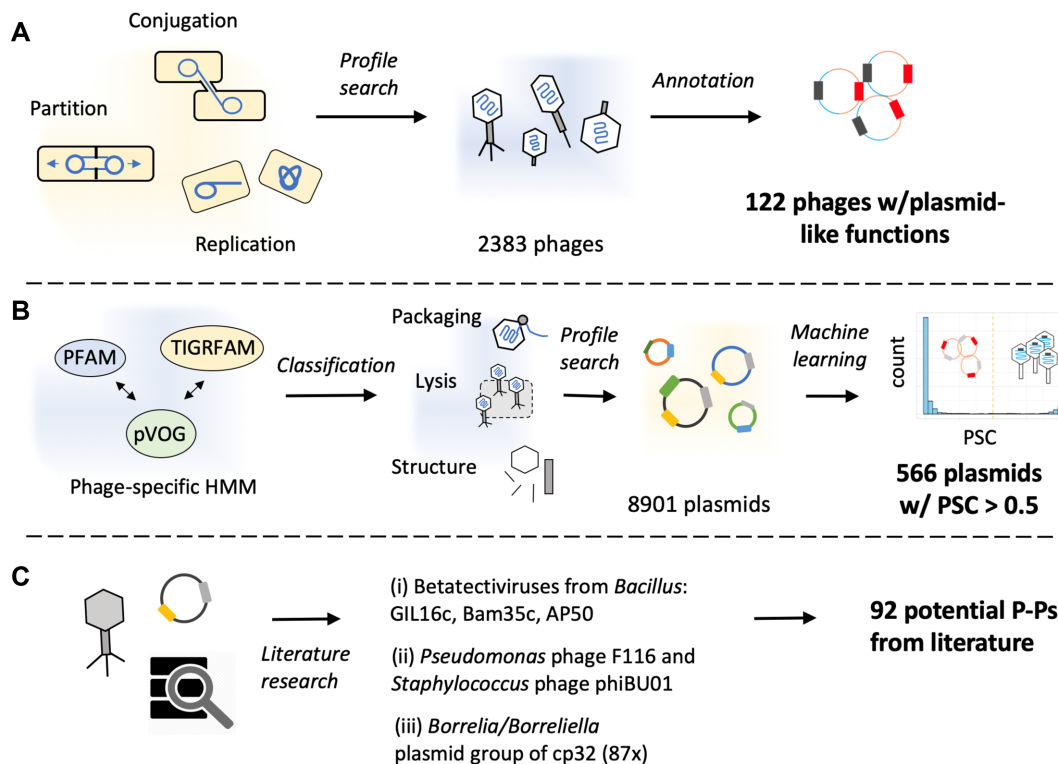 A
Conjugation
Partition
Replication
Profile
search
2383 phages
Annotation
122 phages w/plasmid-
like functions
B
PFAM
TIGRFAM
pVOG
Phage-specific HMM
Classification
Packaging
Lysis
Structure
Profile
search
8901 plasmids
Machine
learning
count
PSC
566 plasmids
w/ PSC > 0.5
C
Literature
research
(i) Betatectiviruses from Bacillus:
GIL16c, Bam35c, AP50
(ii) Pseudomonas phage F116 and
Staphylococcus phage phiBU01
(iii) Borrelia/Borreliella
plasmid group of cp32 (87x)
92 potential P-Ps
from literature